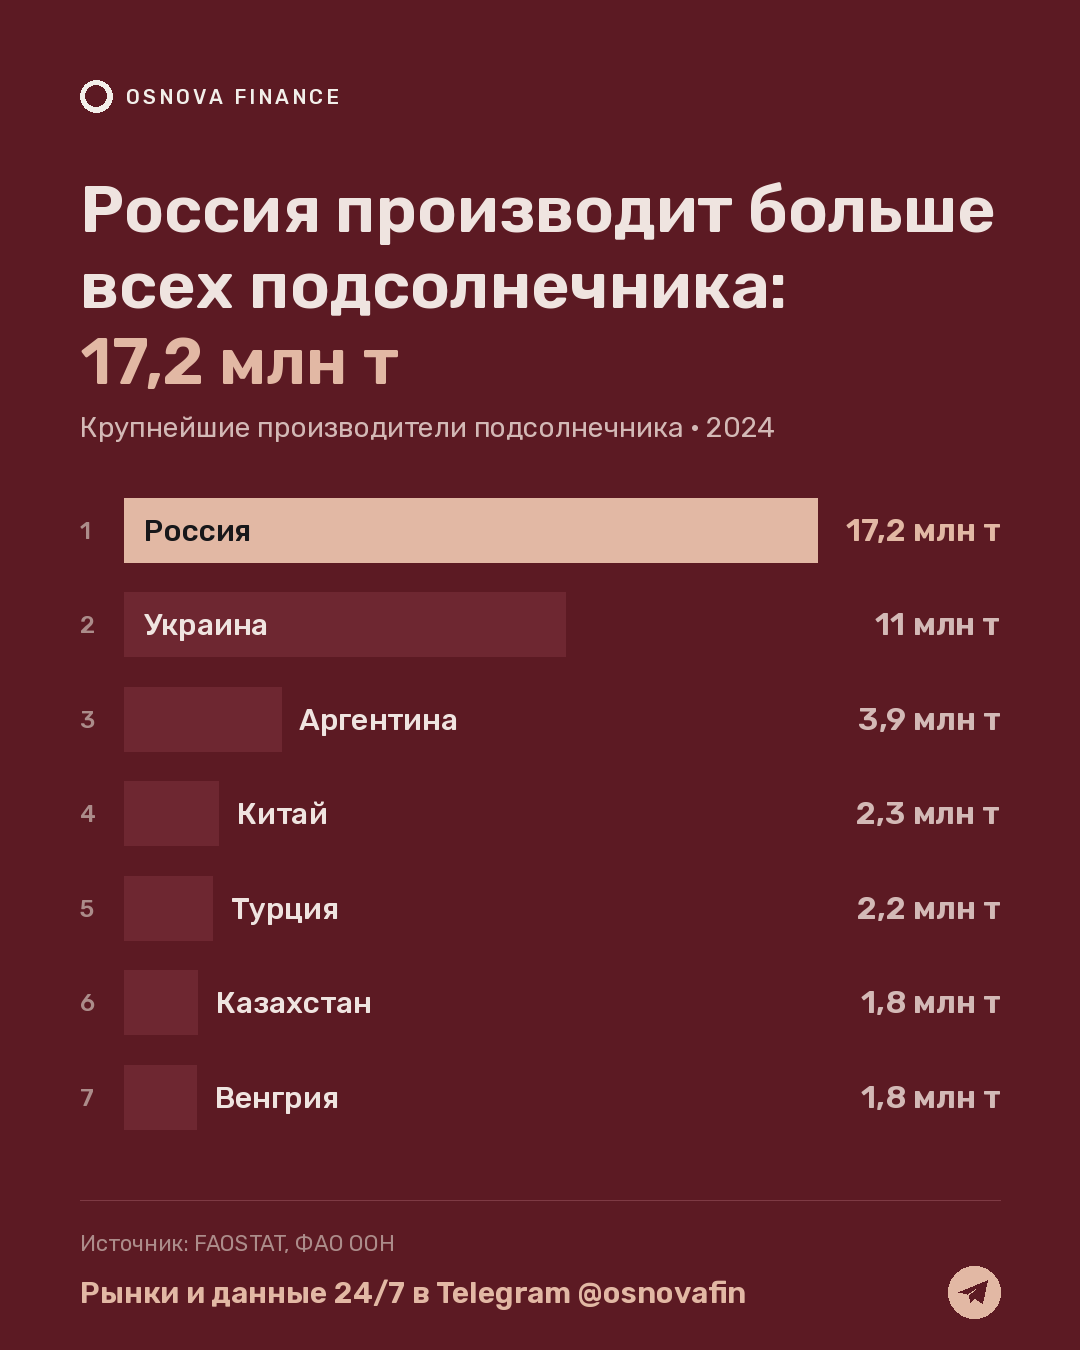 OSNOVA FINANCE
Россия производит больше
всех подсолнечника:
17,2 млн т
Крупнейшие производители подсолнечника • 2024
1 Россия 17,2 млн т
2 Украина 11 млн т
3 Аргентина 3,9 млн т
4 Китай 2,3 млн т
5 Турция 2,2 млн т
6 Казахстан 1,8 млн т
7 Венгрия 1,8 млн т
Источник: FAOSTAT, ФАО ООН
Рынки и данные 24/7 в Telegram @osnovafin